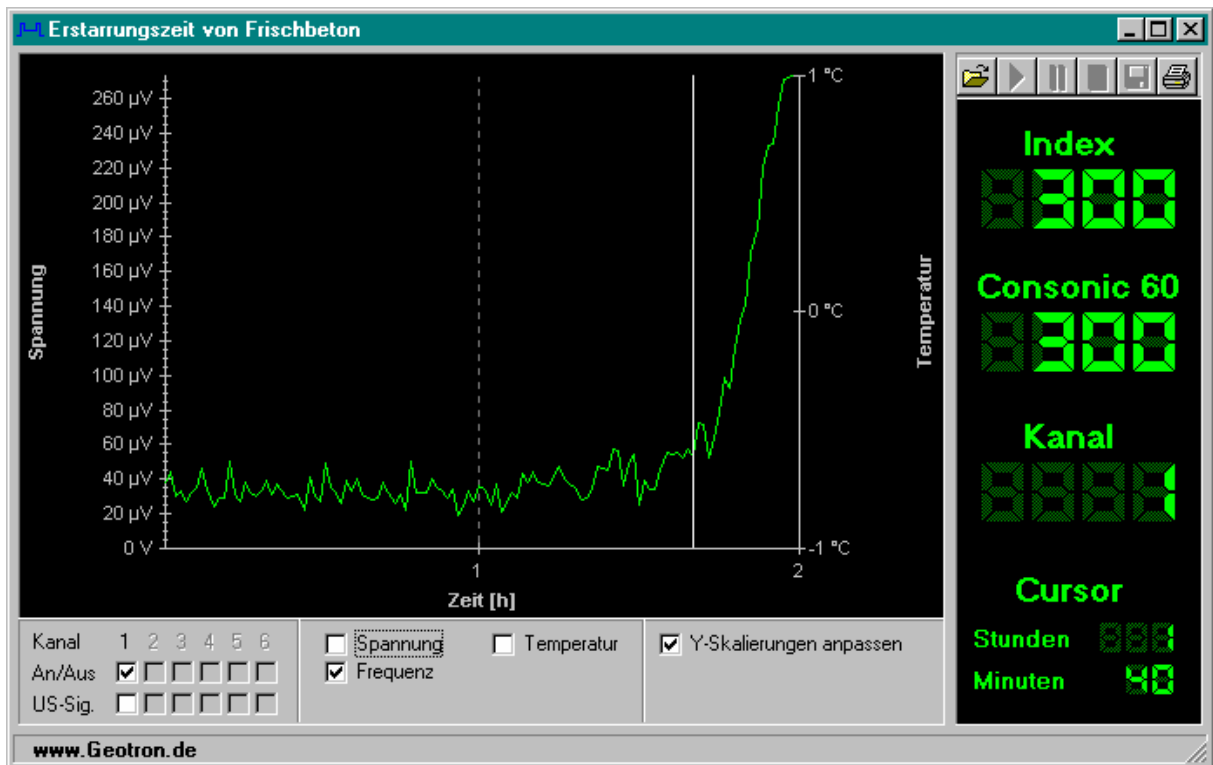 Erstarrungszeit von Frischbeton
260 µV
240 µV
220 µV
200 µV
180 µV
160 µV
140 µV
120 µV
100 µV
80 µV
60 µV
40 µV
20 µV
0 V
Spannung
1 °C
0 °C
-1 °C
Temperatur
1 2
Zeit [h]
Index
300
Consonic 60
300
Kanal
1
Cursor
Stunden 1
Minuten 40
Kanal 1 2 3 4 5 6
An/Aus
US-Sig.
Spannung
Frequenz
Temperatur
Y-Skalierungen anpassen
www.Geotron.de